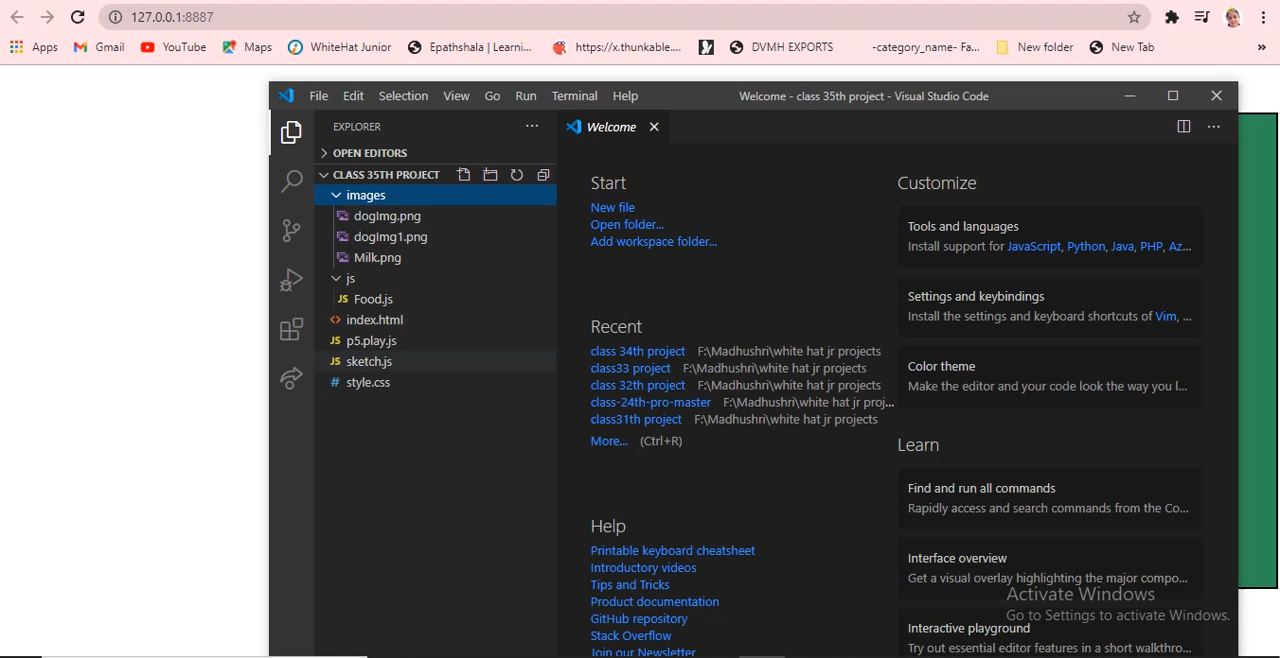 127.0.0.1:8887
Apps Gmail YouTube Maps WhiteHat Junior Epathshala | Learni... https://x.thunkable.... DVMH EXPORTS -category_name- Fa... New folder New Tab »
File Edit Selection View Go Run Terminal Help Welcome - class 35th project - Visual Studio Code
EXPLORER ...
OPEN EDITORS
CLASS 35TH PROJECT
images
dogImg.png
dogImg1.png
Milk.png
js
JS Food.js
<> index.html
JS p5.play.js
JS sketch.js
# style.css
Welcome
Start
New file
Open folder...
Add workspace folder...
Recent
class 34th project F:\Madhushri\white hat jr projects
class33 project F:\Madhushri\white hat jr projects
class 32th project F:\Madhushri\white hat jr projects
class-24th-pro-master F:\Madhushri\white hat jr proj...
class31th project F:\Madhushri\white hat jr projects
More... (Ctrl+R)
Help
Printable keyboard cheatsheet
Introductory videos
Tips and Tricks
Product documentation
GitHub repository
Stack Overflow
Join our Newsletter
Customize
Tools and languages
Install support for JavaScript, Python, Java, PHP, Az...
Settings and keybindings
Install the settings and keyboard shortcuts of Vim, ...
Color theme
Make the editor and your code look the way you l...
Learn
Find and run all commands
Rapidly access and search commands from the Co...
Interface overview
Get a visual overlay highlighting the major compo...
Interactive playground
Try out essential editor features in a short walkthro...
Activate Windows
Go to Settings to activate Windows.